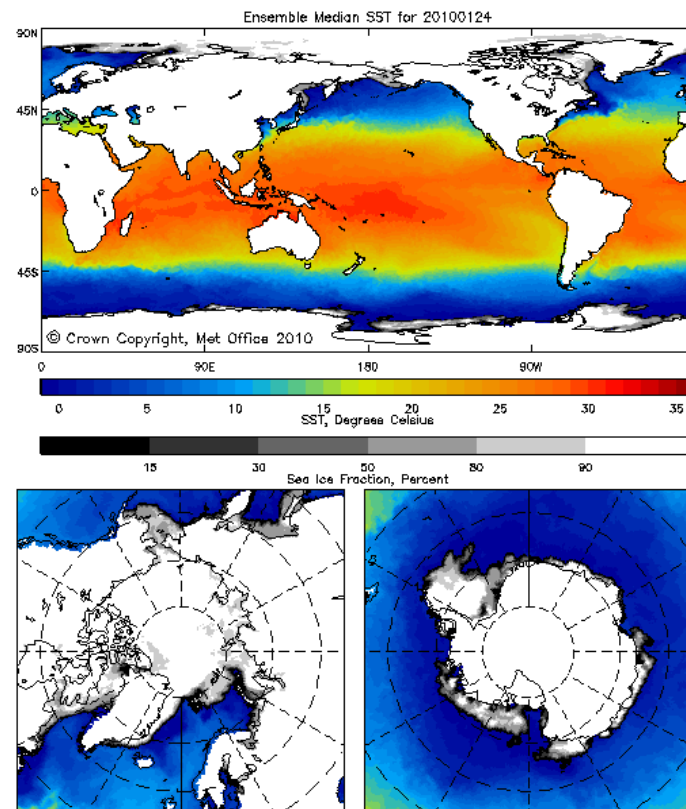 Ensemble Median SST for 20100124
90N
45N
0
45S
90S
© Crown Copyright, Met Office 2010
0 90E 180 90W
0 5 10 15 20 25 30 35
SST, Degrees Celsius
15 30 50 80 90
Sea Ice Fraction, Percent